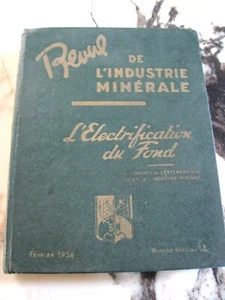 Revue
DE
L'INDUSTRIE
MINÉRALE
L'Electrification
du Fond
FÉVRIER 1956